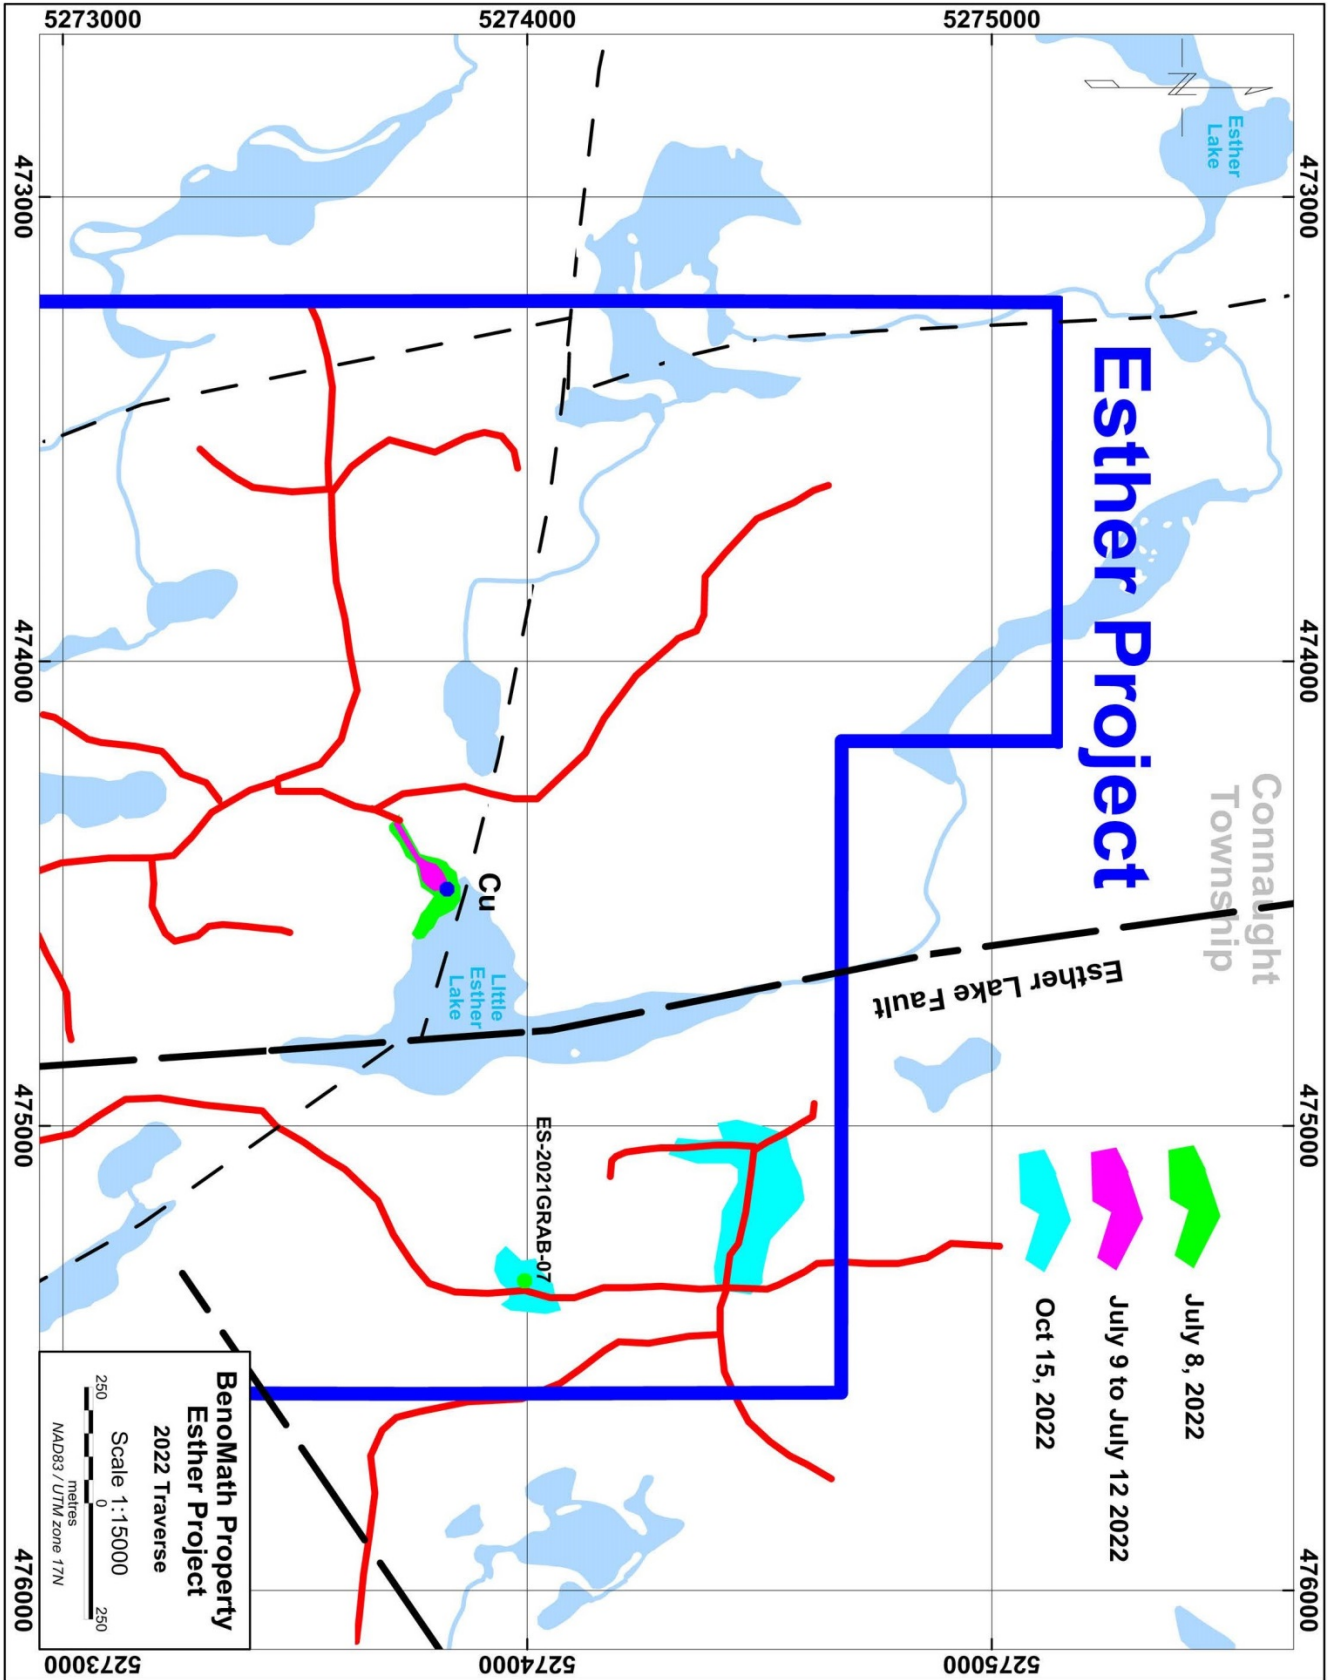 5273000
5274000
5275000
473000
473000
474000
474000
475000
475000
476000
476000
5273000
5274000
5275000
N
Esther
Lake
Esther Project
Connaught
Township
Esther Lake Fault
Cu
LIttle
Esther
Lake
ES-2021GRAB-07
July 8, 2022
July 9 to July 12 2022
Oct 15, 2022
BenoMath Property
Esther Project
2022 Traverse
Scale 1:15000
250 0 250
metres
NAD83 / UTM zone 17N